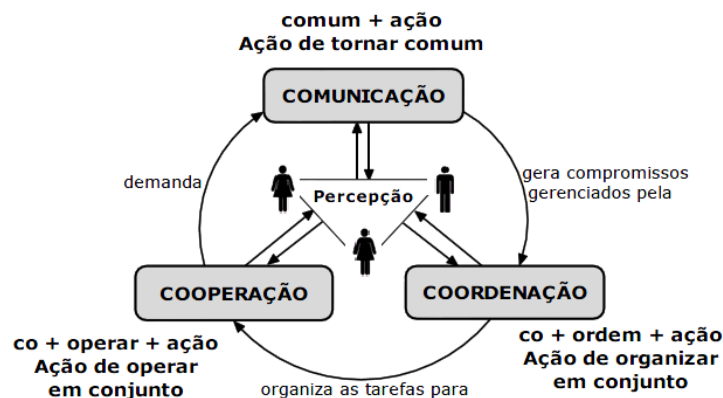 comum + ação
Ação de tornar comum
COMUNICAÇÃO
demanda
gera compromissos
gerenciados pela
Percepção
COOPERAÇÃO
COORDENAÇÃO
co + operar + ação
Ação de operar
em conjunto
co + ordem + ação
Ação de organizar
em conjunto
organiza as tarefas para